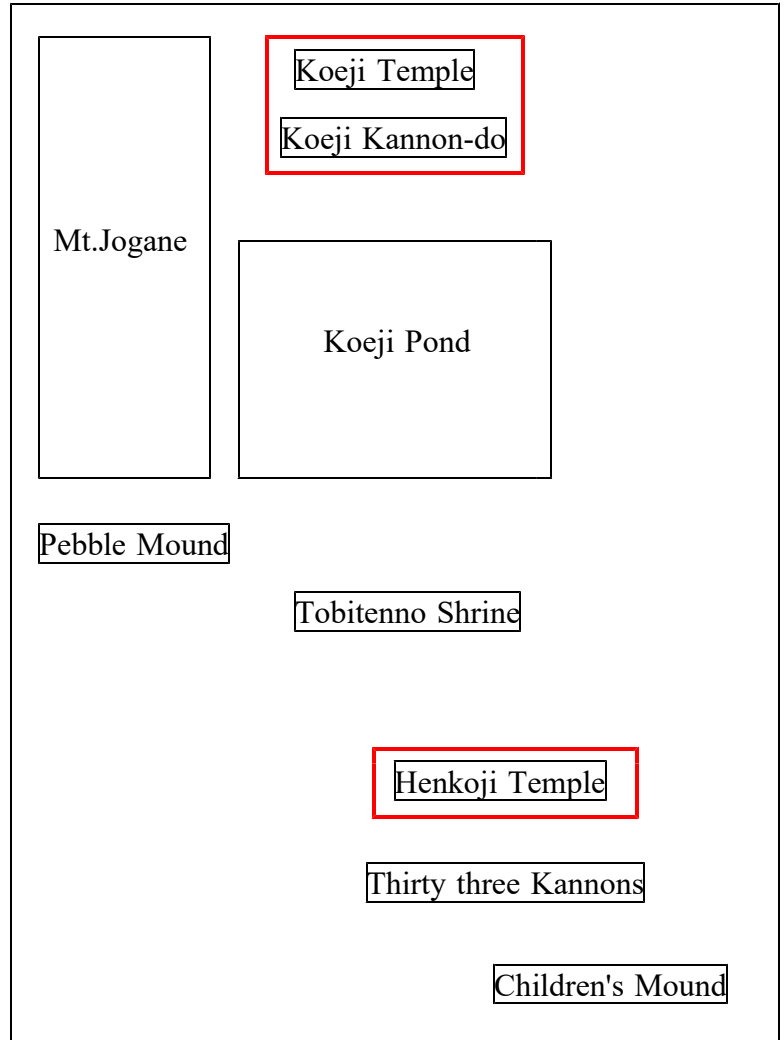 Koeji Temple
Koeji Kannon-do
Mt.Jogane
Koeji Pond
Pebble Mound
Tobitenno Shrine
Henkoji Temple
Thirty three Kannons
Children's Mound